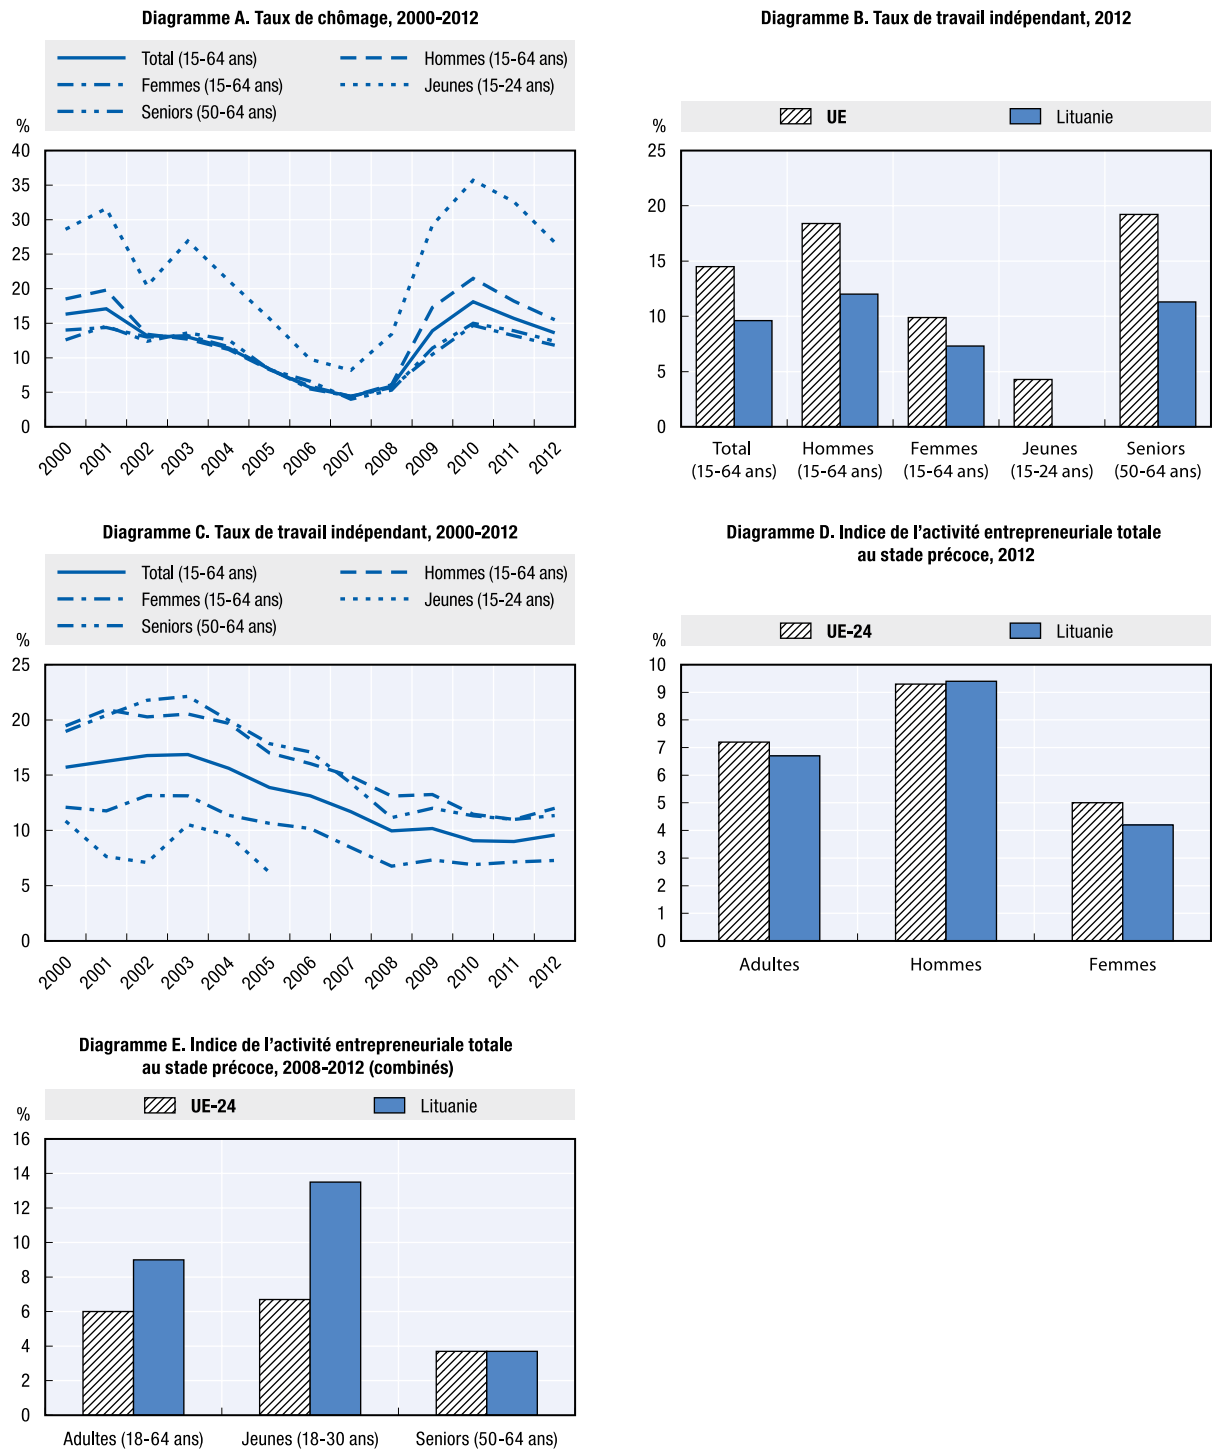 Diagramme A. Taux de chômage, 2000-2012
Total (15-64 ans)
Hommes (15-64 ans)
Femmes (15-64 ans)
Jeunes (15-24 ans)
Seniors (50-64 ans)
%
40
35
30
25
20
15
10
5
0
2000
2001
2002
2003
2004
2005
2006
2007
2008
2009
2010
2011
2012
Diagramme B. Taux de travail indépendant, 2012
UE
Lituanie
%
25
20
15
10
5
0
Total
(15-64 ans)
Hommes
(15-64 ans)
Femmes
(15-64 ans)
Jeunes
(15-24 ans)
Seniors
(50-64 ans)
Diagramme C. Taux de travail indépendant, 2000-2012
Total (15-64 ans)
Hommes (15-64 ans)
Femmes (15-64 ans)
Jeunes (15-24 ans)
Seniors (50-64 ans)
%
25
20
15
10
5
0
2000
2001
2002
2003
2004
2005
2006
2007
2008
2009
2010
2011
2012
Diagramme D. Indice de l'activité entrepreneuriale totale
au stade précoce, 2012
UE-24
Lituanie
%
10
9
8
7
6
5
4
3
2
1
0
Adultes
Hommes
Femmes
Diagramme E. Indice de l'activité entrepreneuriale totale
au stade précoce, 2008-2012 (combinés)
UE-24
Lituanie
%
16
14
12
10
8
6
4
2
0
Adultes (18-64 ans)
Jeunes (18-30 ans)
Seniors (50-64 ans)